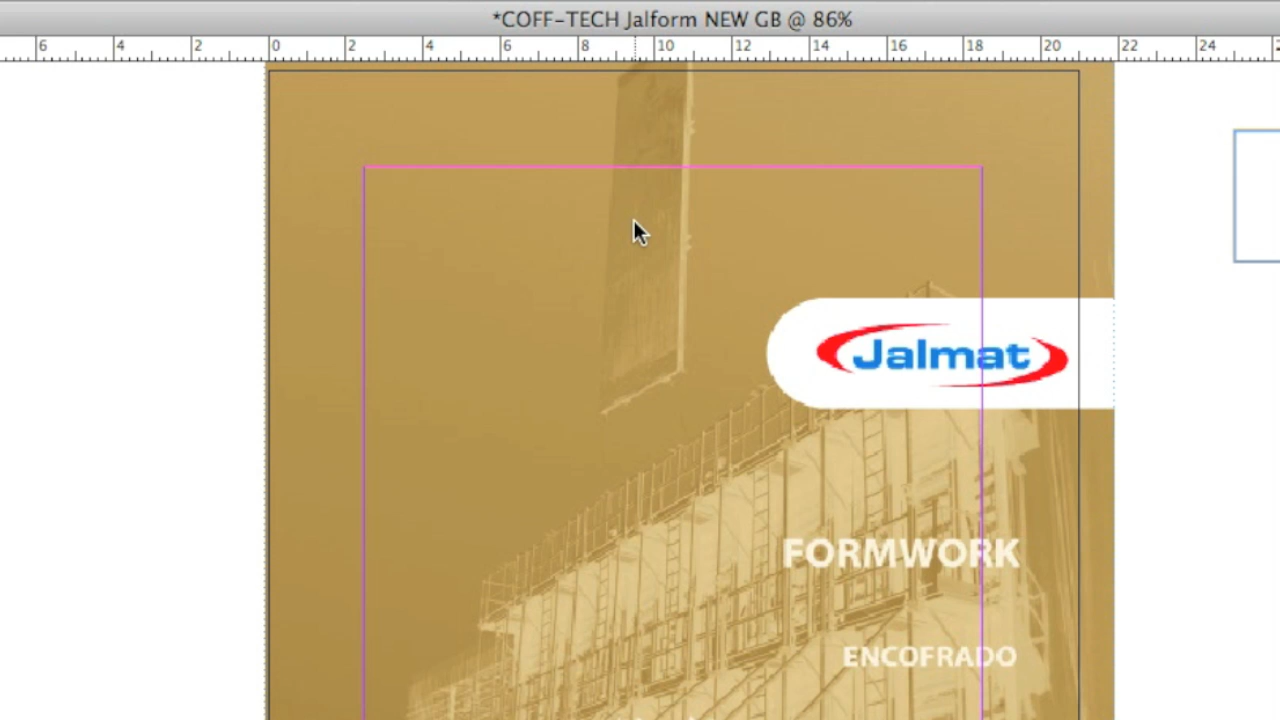 *COFF-TECH Jalform NEW GB @ 86%
6 4 2 0 2 4 6 8 10 12 14 16 18 20 22 24
Jalmat
FORMWORK
ENCOFRADO